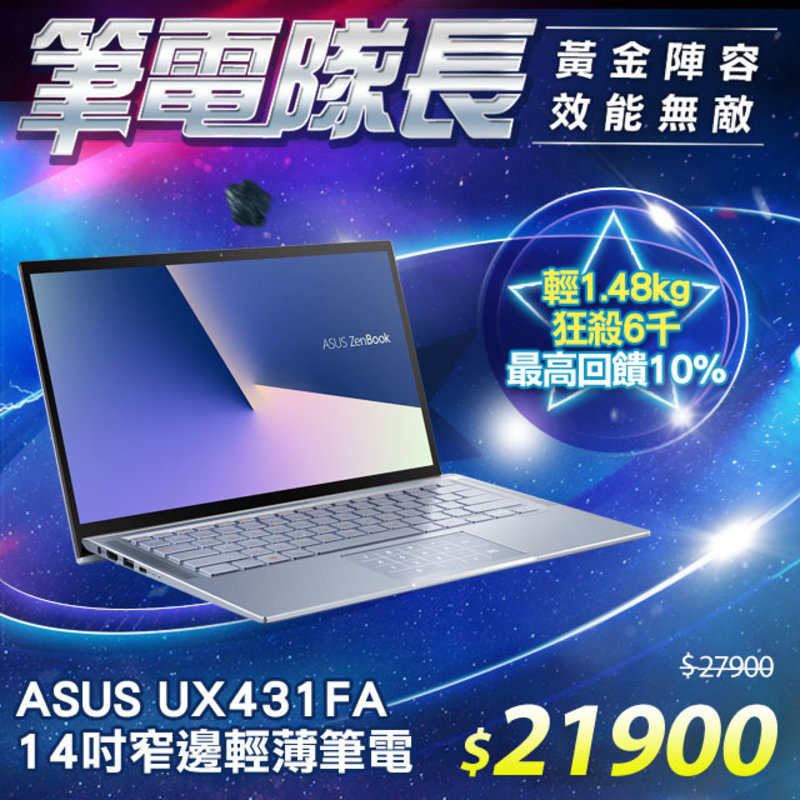 筆電隊長
黃金陣容
效能無敵
輕1.48kg
狂殺6千
最高回饋10%
ASUS ZenBook
$27900
ASUS UX431FA
14吋窄邊輕薄筆電
$21900